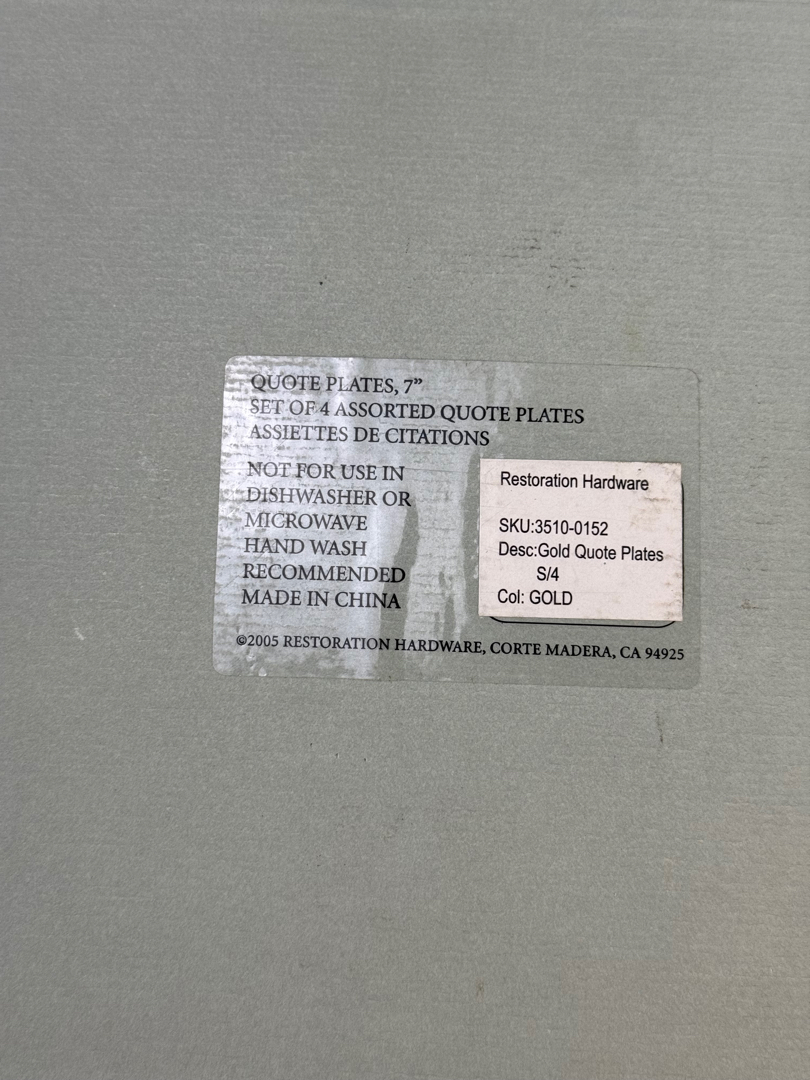 QUOTE PLATES, 7”
SET OF 4 ASSORTED QUOTE PLATES
ASSIETTES DE CITATIONS
NOT FOR USE IN
DISHWASHER OR
MICROWAVE
HAND WASH
RECOMMENDED
MADE IN CHINA
Restoration Hardware
SKU:3510-0152
Desc:Gold Quote Plates
S/4
Col: GOLD
©2005 RESTORATION HARDWARE, CORTE MADERA, CA 94925